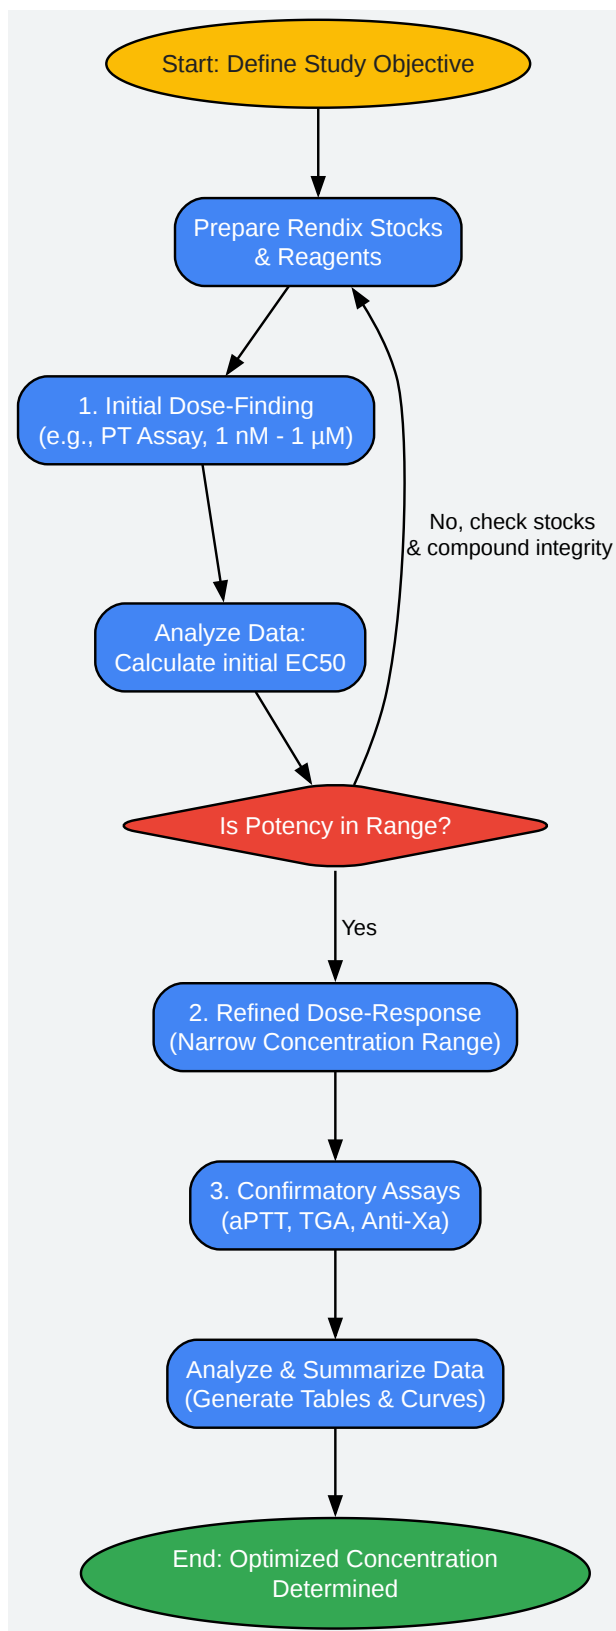 Start: Define Study Objective
Prepare Rendix Stocks
& Reagents
1. Initial Dose-Finding
(e.g., PT Assay, 1 nM - 1 µM)
No, check stocks
& compound integrity
Analyze Data:
Calculate initial EC50
Is Potency in Range?
Yes
2. Refined Dose-Response
(Narrow Concentration Range)
3. Confirmatory Assays
(aPTT, TGA, Anti-Xa)
Analyze & Summarize Data
(Generate Tables & Curves)
End: Optimized Concentration
Determined